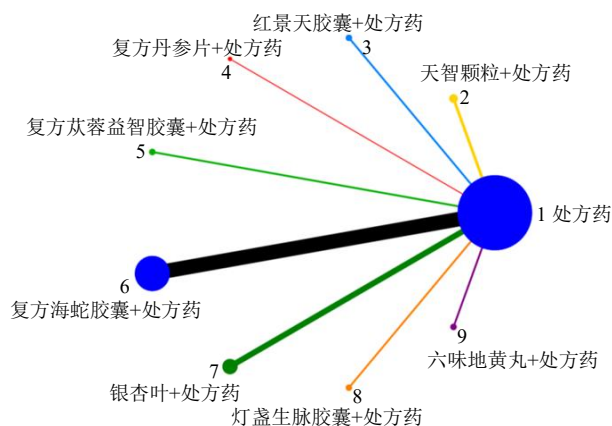 红景天胶囊+处方药
3
复方丹参片+处方药
4
天智颗粒+处方药
2
复方苁蓉益智胶囊+处方药
5
1 处方药
6
复方海蛇胶囊+处方药
9
六味地黄丸+处方药
7
银杏叶+处方药
8
灯盏生脉胶囊+处方药